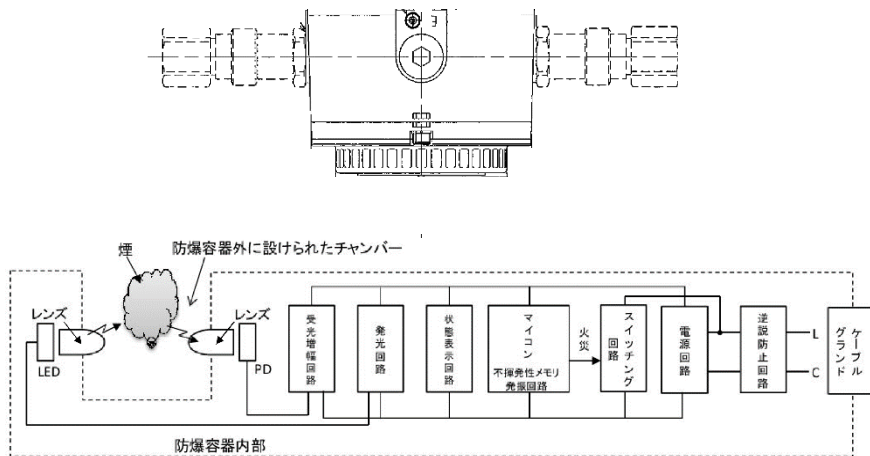 煙
防爆容器外に設けられたチャンバー
レンズ
レンズ
LED
PD
受光増幅回路
発光回路
状態表示回路
マイコン
不揮発性メモリ
発振回路
火災
スイッチング
回路
電源回路
逆説防止回路
L
C
ケーブル
グランド
防爆容器内部